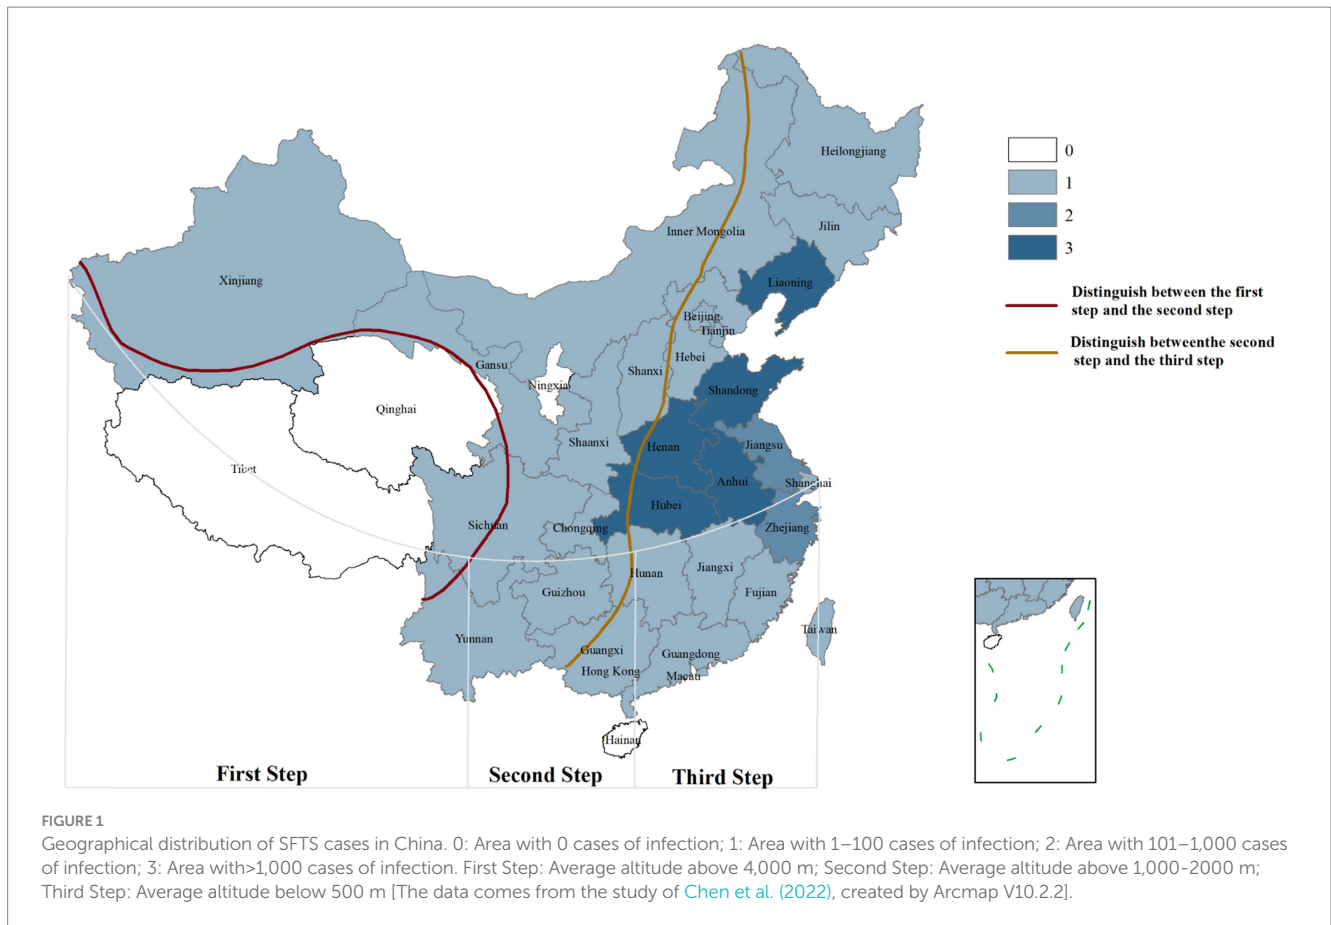 Heilongjiang
Jilin
Inner Mongolia
Liaoning
Xinjiang
Beijing
Tianjin
Hebei
Gansu
Shanxi
Ningxia
Shandong
Qinghai
Shaanxi
Henan
Jiangsu
Tibet
Anhui
Shanghai
Hubei
Sichuan
Chongqing
Zhejiang
Hunan
Jiangxi
Guizhou
Fujian
Yunnan
Taiwan
Guangxi
Guangdong
Hong Kong
Macau
Hainan
0
1
2
3
Distinguish between the first
step and the second step
Distinguish betweenthe second
step and the third step
First Step
Second Step
Third Step
FIGURE 1
Geographical distribution of SFTS cases in China. 0: Area with 0 cases of infection; 1: Area with 1–100 cases of infection; 2: Area with 101–1,000 cases
of infection; 3: Area with>1,000 cases of infection. First Step: Average altitude above 4,000 m; Second Step: Average altitude above 1,000-2000 m;
Third Step: Average altitude below 500 m [The data comes from the study of Chen et al. (2022), created by Arcmap V10.2.2].